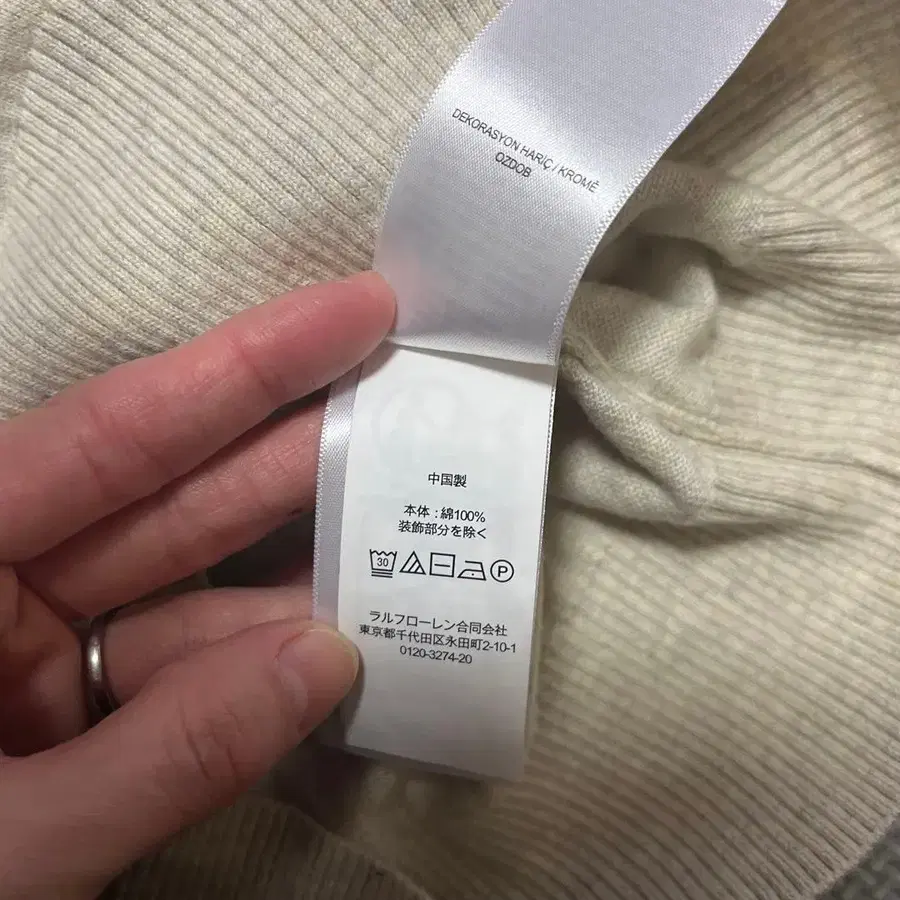 DEKORASYON HARİÇ / KROMĚ
OZDOB
中国製
本体 : 綿100%
装飾部分を除く
30
P
ラルフローレン合同会社
東京都千代田区永田町2-10-1
0120-3274-20